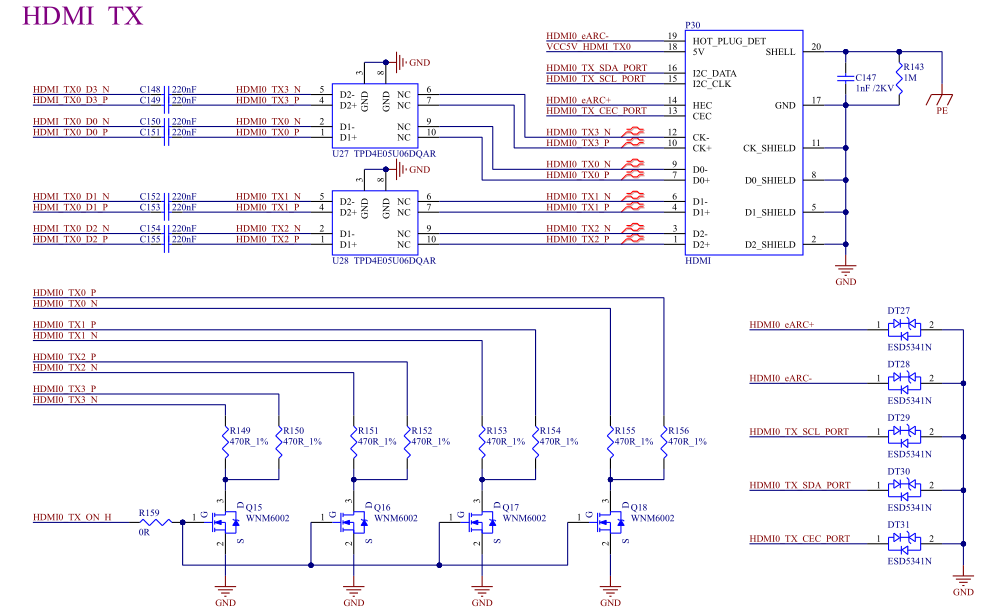 HDMI TX
HDMI_TX0_D3_N C148 220nF HDMI0_TX3_N 5
HDMI_TX0_D3_P C149 220nF HDMI0_TX3_P 4
HDMI_TX0_D0_N C150 220nF HDMI0_TX0_N 2
HDMI_TX0_D0_P C151 220nF HDMI0_TX0_P 1
3 8 GND
D2- GND GND NC 6
D2+ NC 7
D1- NC 9
D1+ NC 10
U27 TPD4E05U06DQAR
HDMI_TX0_D1_N C152 220nF HDMI0_TX1_N 5
HDMI_TX0_D1_P C153 220nF HDMI0_TX1_P 4
HDMI_TX0_D2_N C154 220nF HDMI0_TX2_N 2
HDMI_TX0_D2_P C155 220nF HDMI0_TX2_P 1
3 8 GND
D2- GND GND NC 6
D2+ NC 7
D1- NC 9
D1+ NC 10
U28 TPD4E05U06DQAR
P30
HDMI0_eARC- 19 HOT_PLUG_DET
VCC5V_HDMI_TX0 18 5V SHELL 20
HDMI0_TX_SDA_PORT 16 I2C_DATA
HDMI0_TX_SCL_PORT 15 I2C_CLK
HDMI0_eARC+ 14 HEC GND 17
HDMI0_TX_CEC_PORT 13 CEC
HDMI0_TX3_N 12 CK-
HDMI0_TX3_P 10 CK+ CK_SHIELD 11
HDMI0_TX0_N 9 D0-
HDMI0_TX0_P 7 D0+ D0_SHIELD 8
HDMI0_TX1_N 6 D1-
HDMI0_TX1_P 4 D1+ D1_SHIELD 5
HDMI0_TX2_N 3 D2-
HDMI0_TX2_P 1 D2+ D2_SHIELD 2
HDMI
C147
1nF /2KV
R143
1M
PE
GND
HDMI0_TX0_P
HDMI0_TX0_N
HDMI0_TX1_P
HDMI0_TX1_N
HDMI0_TX2_P
HDMI0_TX2_N
HDMI0_TX3_P
HDMI0_TX3_N
R149 R150 R151 R152 R153 R154 R155 R156
470R_1% 470R_1% 470R_1% 470R_1% 470R_1% 470R_1% 470R_1% 470R_1%
HDMI0_TX_ON_H
R159
0R
1 G 3 D 2 S Q15
WNM6002
1 G 3 D 2 S Q16
WNM6002
1 G 3 D 2 S Q17
WNM6002
1 G 3 D 2 S Q18
WNM6002
GND GND GND GND
DT27
HDMI0_eARC+ 1 2
ESD5341N
DT28
HDMI0_eARC- 1 2
ESD5341N
DT29
HDMI0_TX_SCL_PORT 1 2
ESD5341N
DT30
HDMI0_TX_SDA_PORT 1 2
ESD5341N
DT31
HDMI0_TX_CEC_PORT 1 2
ESD5341N
GND